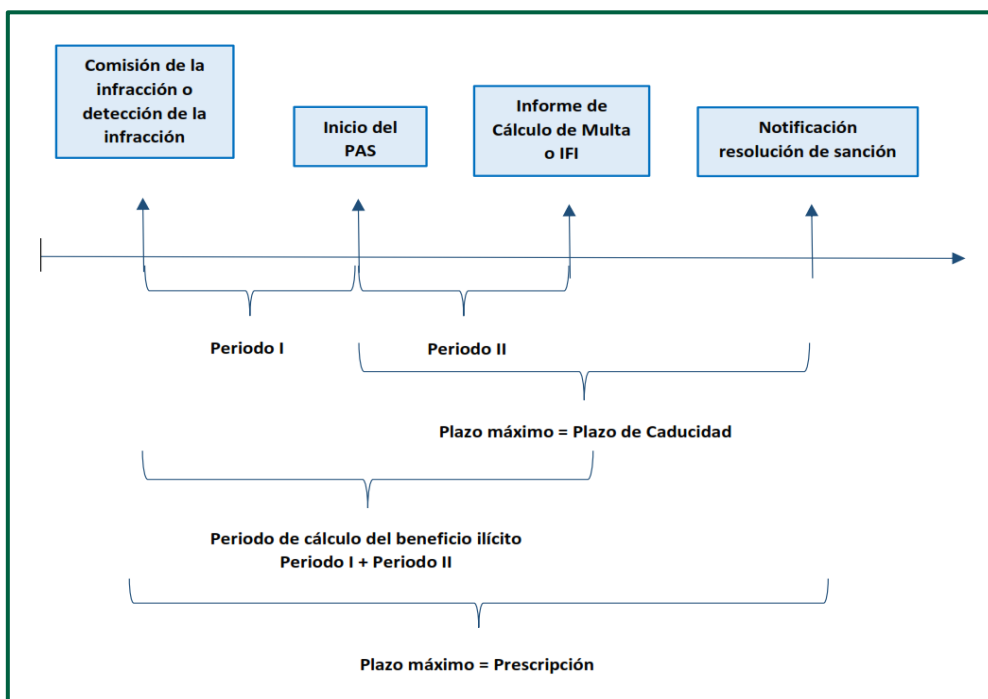 Comisión de la
infracción o
detección de la
infracción
Inicio del
PAS
Informe de
Cálculo de Multa
o IFI
Notificación
resolución de sanción
Periodo I
Periodo II
Plazo máximo = Plazo de Caducidad
Periodo de cálculo del beneficio ilícito
Periodo I + Periodo II
Plazo máximo = Prescripción